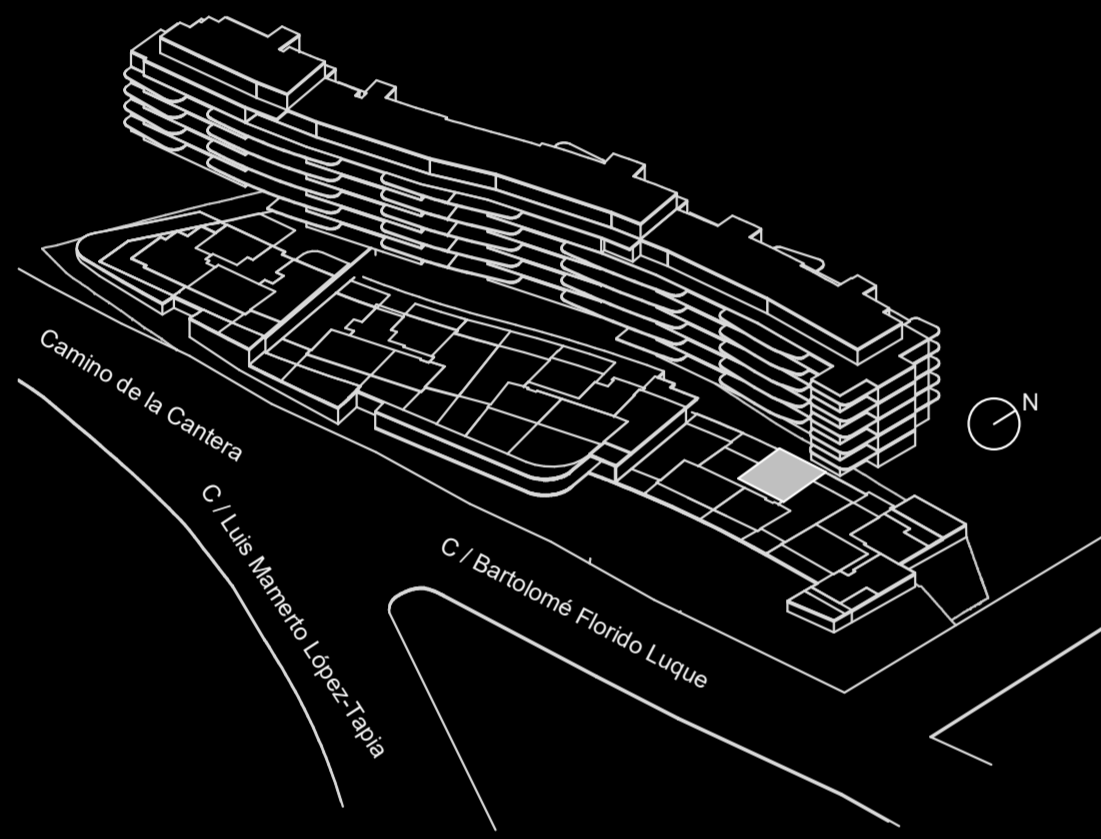 N
Camino de la Cantera
C / Luis Mamerto López-Tapia
C / Bartolomé Florido Luque